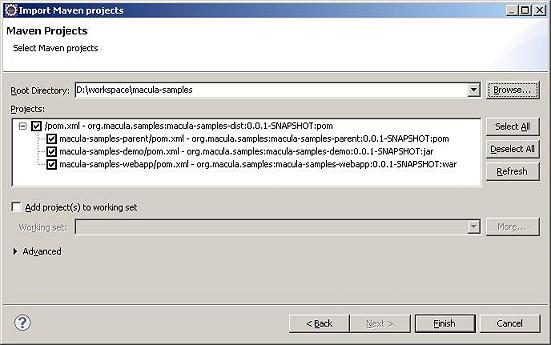 Import Maven projects
Maven Projects
Select Maven projects
Root Directory: D:\workspace\macula-samples Browse...
Projects:
/pom.xml - org.macula.samples:macula-samples-dist:0.0.1-SNAPSHOT:pom Select All
macula-samples-parent/pom.xml - org.macula.samples:macula-samples-parent:0.0.1-SNAPSHOT:pom
macula-samples-demo/pom.xml - org.macula.samples:macula-samples-demo:0.0.1-SNAPSHOT:jar Deselect All
macula-samples-webapp/pom.xml - org.macula.samples:macula-samples-webapp:0.0.1-SNAPSHOT:war
Refresh
Add project(s) to working set
Working set: More...
Advanced
? < Back Next > Finish Cancel